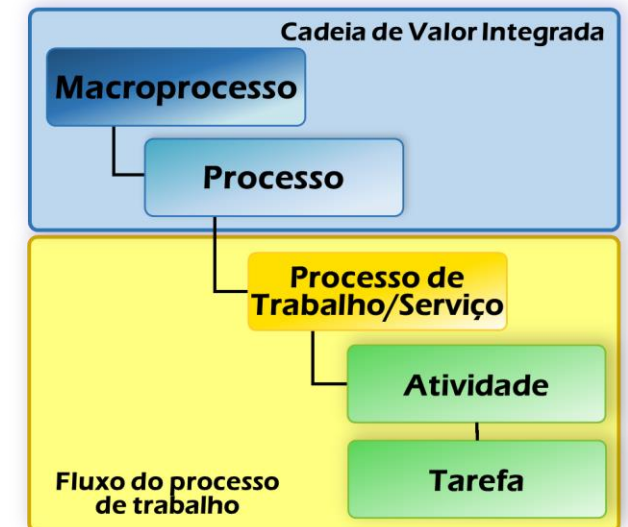 Cadeia de Valor Integrada
Macroprocesso
Processo
Processo de
Trabalho/Serviço
Atividade
Tarefa
Fluxo do processo
de trabalho